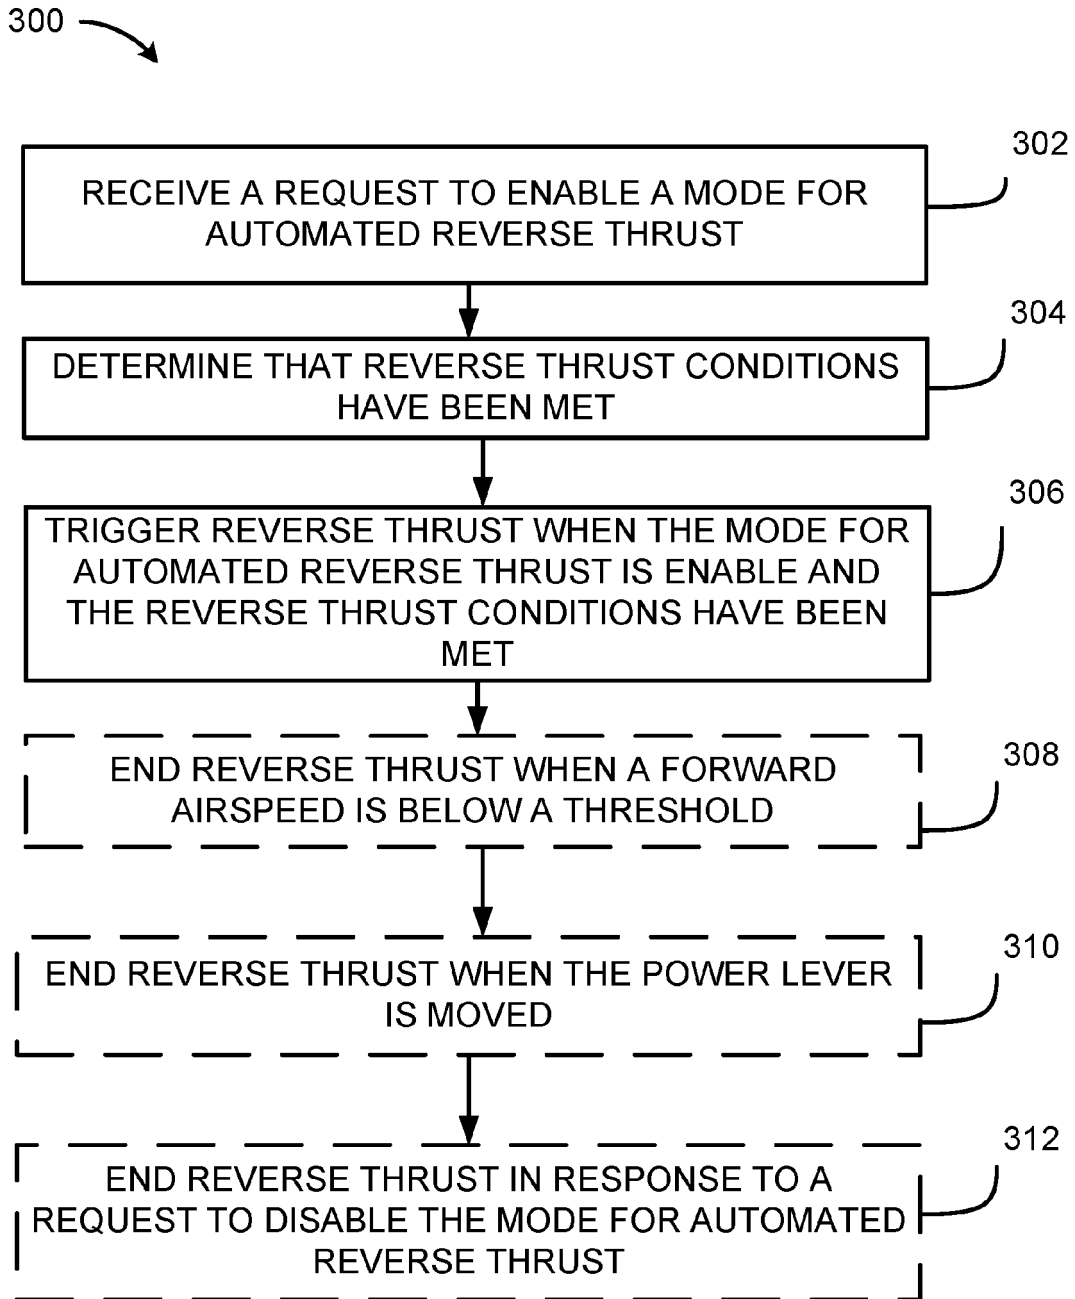 300
302
RECEIVE A REQUEST TO ENABLE A MODE FOR
AUTOMATED REVERSE THRUST
304
DETERMINE THAT REVERSE THRUST CONDITIONS
HAVE BEEN MET
306
TRIGGER REVERSE THRUST WHEN THE MODE FOR
AUTOMATED REVERSE THRUST IS ENABLE AND
THE REVERSE THRUST CONDITIONS HAVE BEEN
MET
308
END REVERSE THRUST WHEN A FORWARD
AIRSPEED IS BELOW A THRESHOLD
310
END REVERSE THRUST WHEN THE POWER LEVER
IS MOVED
312
END REVERSE THRUST IN RESPONSE TO A
REQUEST TO DISABLE THE MODE FOR AUTOMATED
REVERSE THRUST